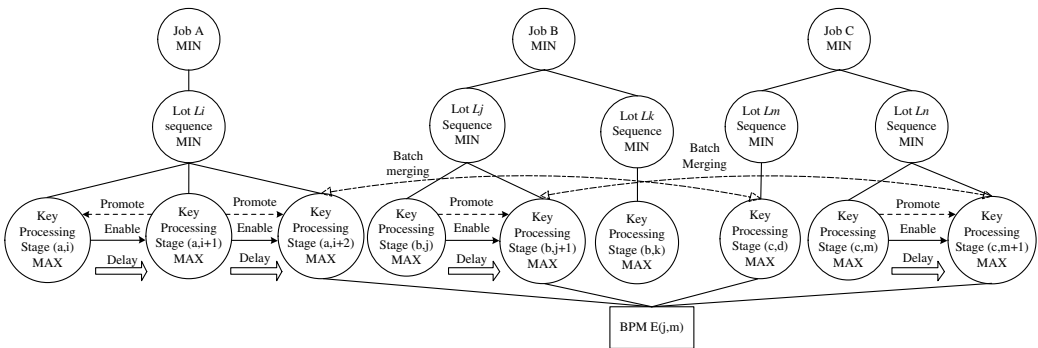 Job A
MIN
Job B
MIN
Job C
MIN
Lot Li
sequence
MIN
Lot Lj
Sequence
MIN
Lot Lk
Sequence
MIN
Lot Lm
Sequence
MIN
Lot Ln
Sequence
MIN
Batch
merging
Batch
Merging
Key
Processing
Stage (a,i)
MAX
Promote
Enable
Delay
Key
Processing
Stage (a,i+1)
MAX
Promote
Enable
Delay
Key
Processing
Stage (a,i+2)
MAX
Key
Processing
Stage (b,j)
MAX
Promote
Enable
Delay
Key
Processing
Stage (b,j+1)
MAX
Key
Processing
Stage (b,k)
MAX
Key
Processing
Stage (c,d)
MAX
Key
Processing
Stage (c,m)
MAX
Promote
Enable
Delay
Key
Processing
Stage (c,m+1)
MAX
BPM E(j,m)